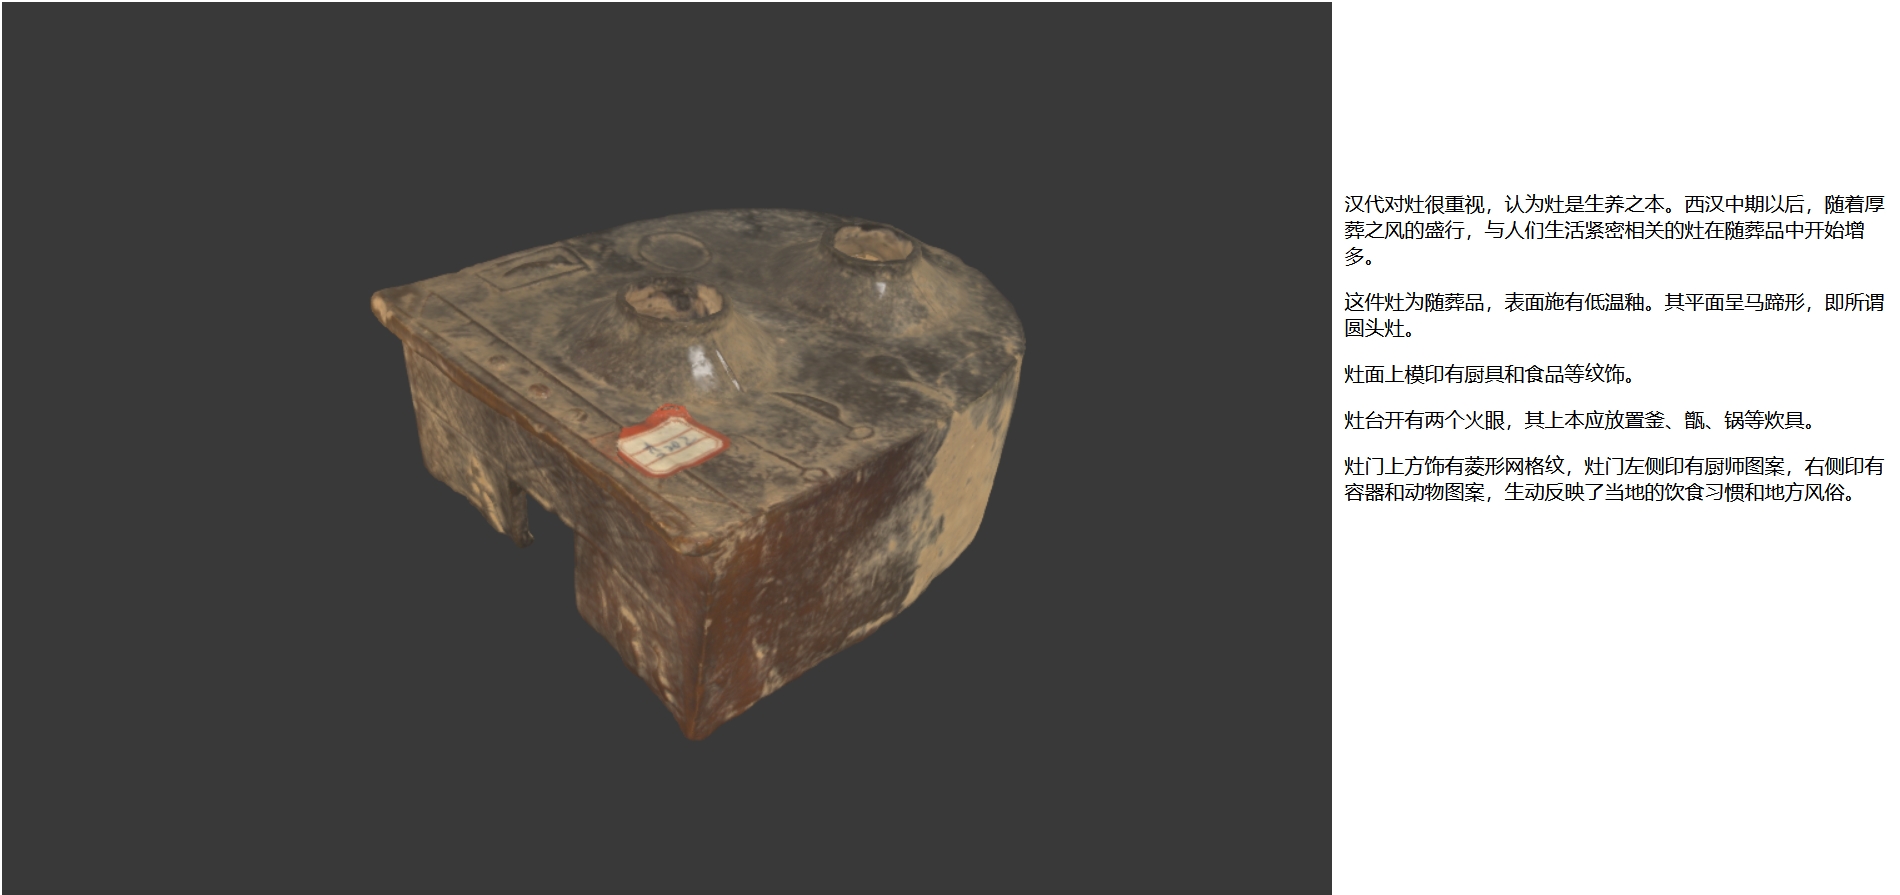 汉代对灶很重视，认为灶是生养之本。西汉中期以后，随着厚
葬之风的盛行，与人们生活紧密相关的灶在随葬品中开始增
多。
这件灶为随葬品，表面施有低温釉。其平面呈马蹄形，即所谓
圆头灶。
灶面上模印有厨具和食品等纹饰。
灶台开有两个火眼，其上本应放置釜、甑、锅等炊具。
灶门上方饰有菱形网格纹，灶门左侧印有厨师图案，右侧印有
容器和动物图案，生动反映了当地的饮食习惯和地方风俗。